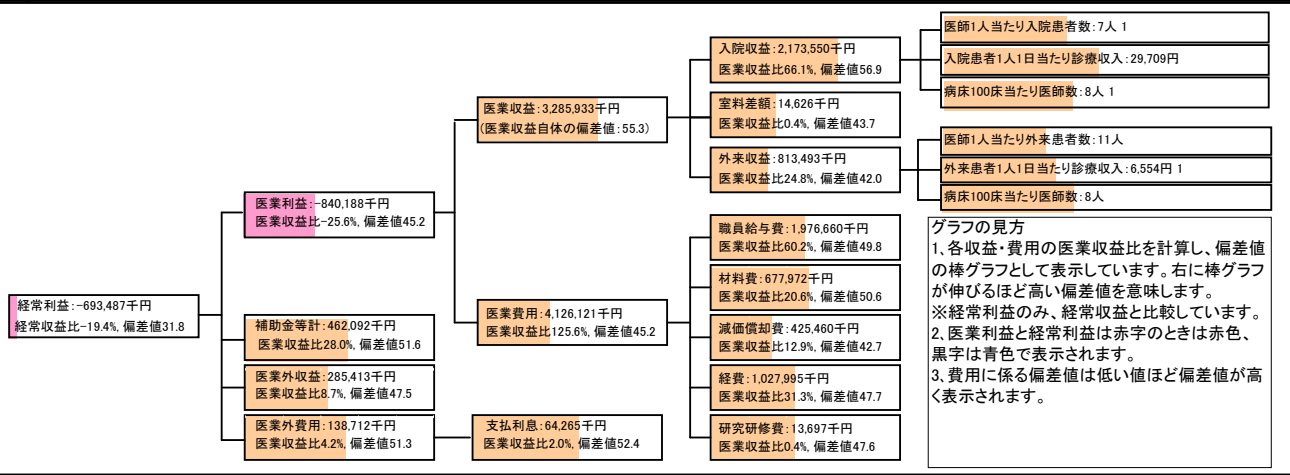 経常利益:-693,487千円
経常収支比-19.4%, 偏差値31.8
医業利益:-840,188千円
医業収益比-25.6%, 偏差値45.2
補助金等計:462,092千円
医業収益比28.0%, 偏差値51.6
医業外収益:285,413千円
医業収益比8.7%, 偏差値47.5
医業外費用:138,712千円
医業収益比4.2%, 偏差値51.3
支払利息:64,265千円
医業収益比2.0%, 偏差値52.4
医業収益:3,285,933千円
(医業収益自体の偏差値:55.3)
医業費用:4,126,121千円
医業収益比125.6%, 偏差値45.2
入院収益:2,173,550千円
医業収益比66.1%, 偏差値56.9
室料差額:14,626千円
医業収益比0.4%, 偏差値43.7
外来収益:813,493千円
医業収益比24.8%, 偏差値42.0
職員給与費:1,976,660千円
医業収益比60.2%, 偏差値49.8
材料費:677,972千円
医業収益比20.6%, 偏差値50.6
減価償却費:425,460千円
医業収益比12.9%, 偏差値42.7
経費:1,027,995千円
医業収益比31.3%, 偏差値47.7
研究研修費:13,697千円
医業収益比0.4%, 偏差値47.6
医師1人当たり入院患者数:7人 1
入院患者1人1日当たり診療収入:29,709円
病床100床当たり医師数:8人 1
医師1人当たり外来患者数:11人
外来患者1人1日当たり診療収入:6,554円 1
病床100床当たり医師数:8人
グラフの見方
1、各収益・費用の医業収益比を計算し、偏差値
の棒グラフとして表示しています。右に棒グラフ
が伸びるほど高い偏差値を意味します。
※経常利益のみ、経常収益と比較しています。
2、医業利益と経常利益は赤字のときは赤色、
黒字は青色で表示されます。
3、費用に係る偏差値は低い値ほど偏差値が高
く表示されます。